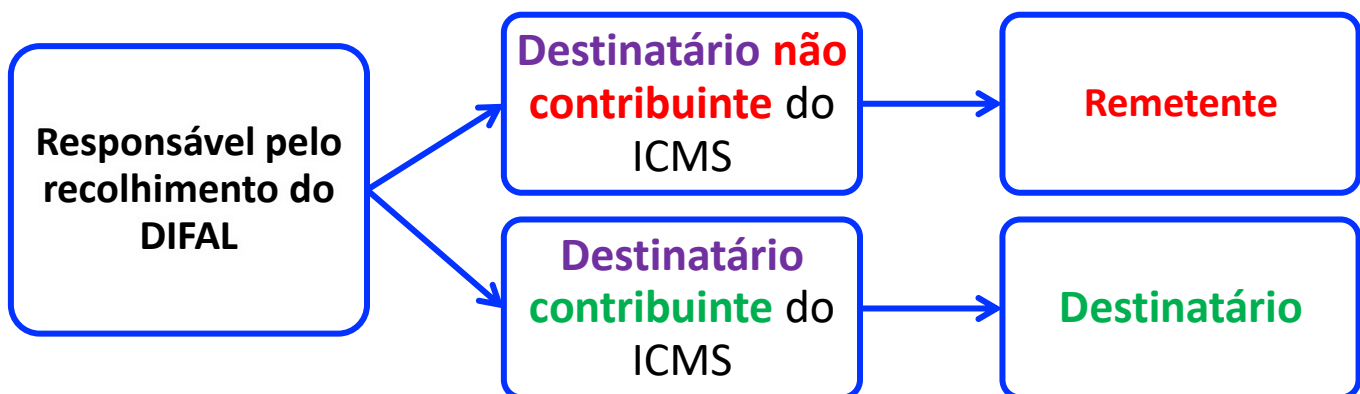 Responsável pelo
recolhimento do
DIFAL
Destinatário não
contribuinte do
ICMS
Remetente
Destinatário
contribuinte do
ICMS
Destinatário